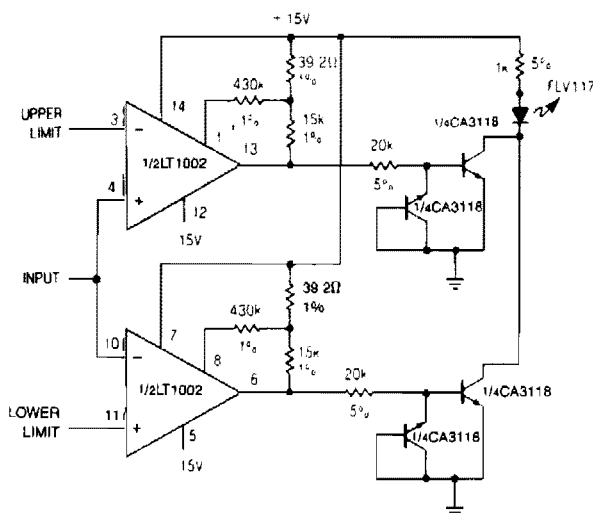 + 15V
39.2Ω
1%
5%
1k
FLV117
430k
1%
14
UPPER
LIMIT
3
−
1
15k
1%
1/4CA3118
13
20k
1/2LT1002
5%
4
+
12
15V
1/4CA3118
INPUT
39.2Ω
1%
7
430k
1%
10
−
8
15k
1%
20k
6
1/2LT1002
5%
1/4CA3118
LOWER
LIMIT
11
+
5
15V
1/4CA3118